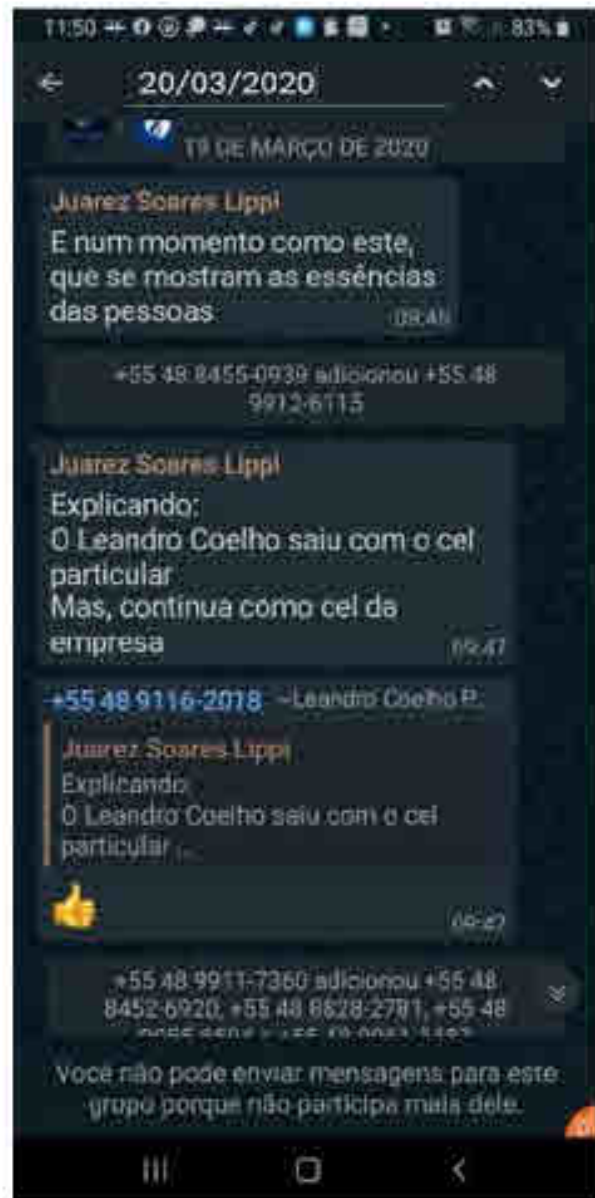 11:50
83%
20/03/2020
19 DE MARÇO DE 2020
Juarez Soares Lippi
E num momento como este,
que se mostram as essências
das pessoas
+55 48 8455-0939 adicionou +55 48
9912-6115
Juarez Soares Lippi
Explicando:
O Leandro Coelho saiu com o cel
particular
Mas, continua como cel da
empresa
09:47
+55 48 9116-2018 ~Leandro Coelho P..
Juarez Soares Lippi
Explicando:
O Leandro Coelho saiu com o cel
particular ...
👍
+55 48 9911-7360 adicionou +55 48
8452-6920, +55 48 8828-2781, +55 48
Você não pode enviar mensagens para este
grupo porque não participa mais dele.